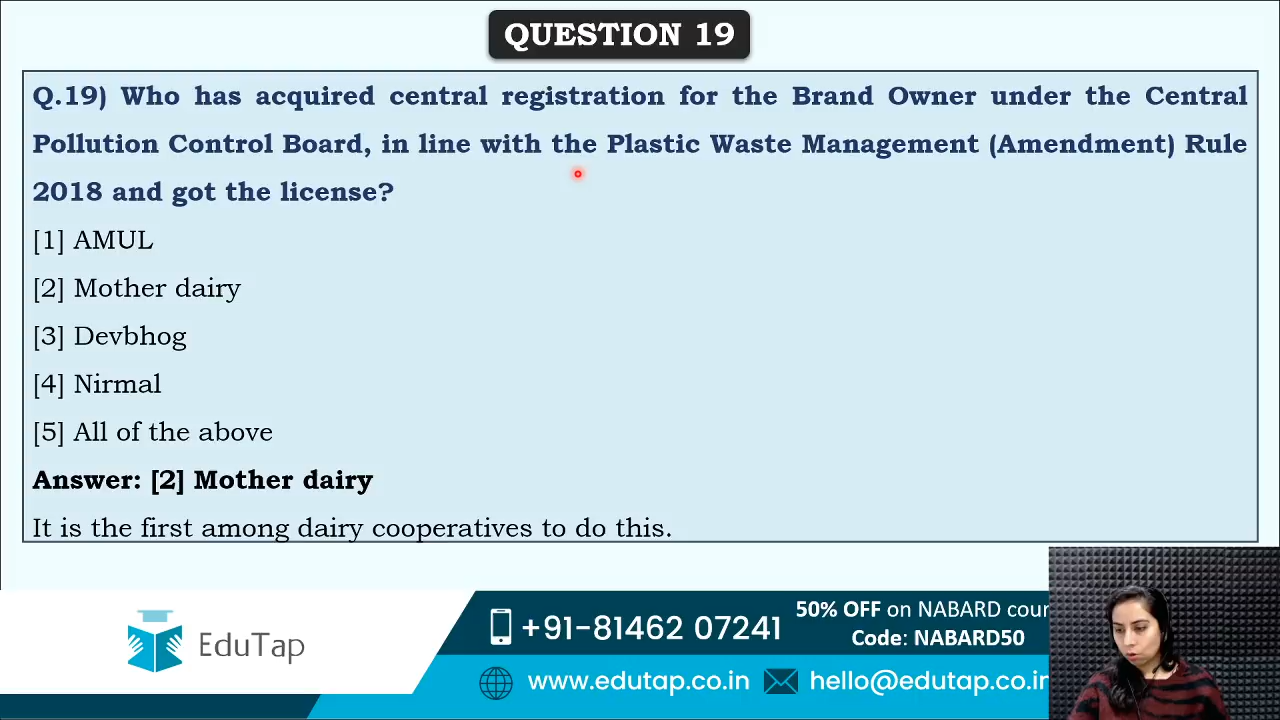 QUESTION 19
Q.19) Who has acquired central registration for the Brand Owner under the Central
Pollution Control Board, in line with the Plastic Waste Management (Amendment) Rule
2018 and got the license?
[1] AMUL
[2] Mother dairy
[3] Devbhog
[4] Nirmal
[5] All of the above
Answer: [2] Mother dairy
It is the first among dairy cooperatives to do this.
EduTap
+91-81462 07241
50% OFF on NABARD cour
Code: NABARD50
www.edutap.co.in
hello@edutap.co.in